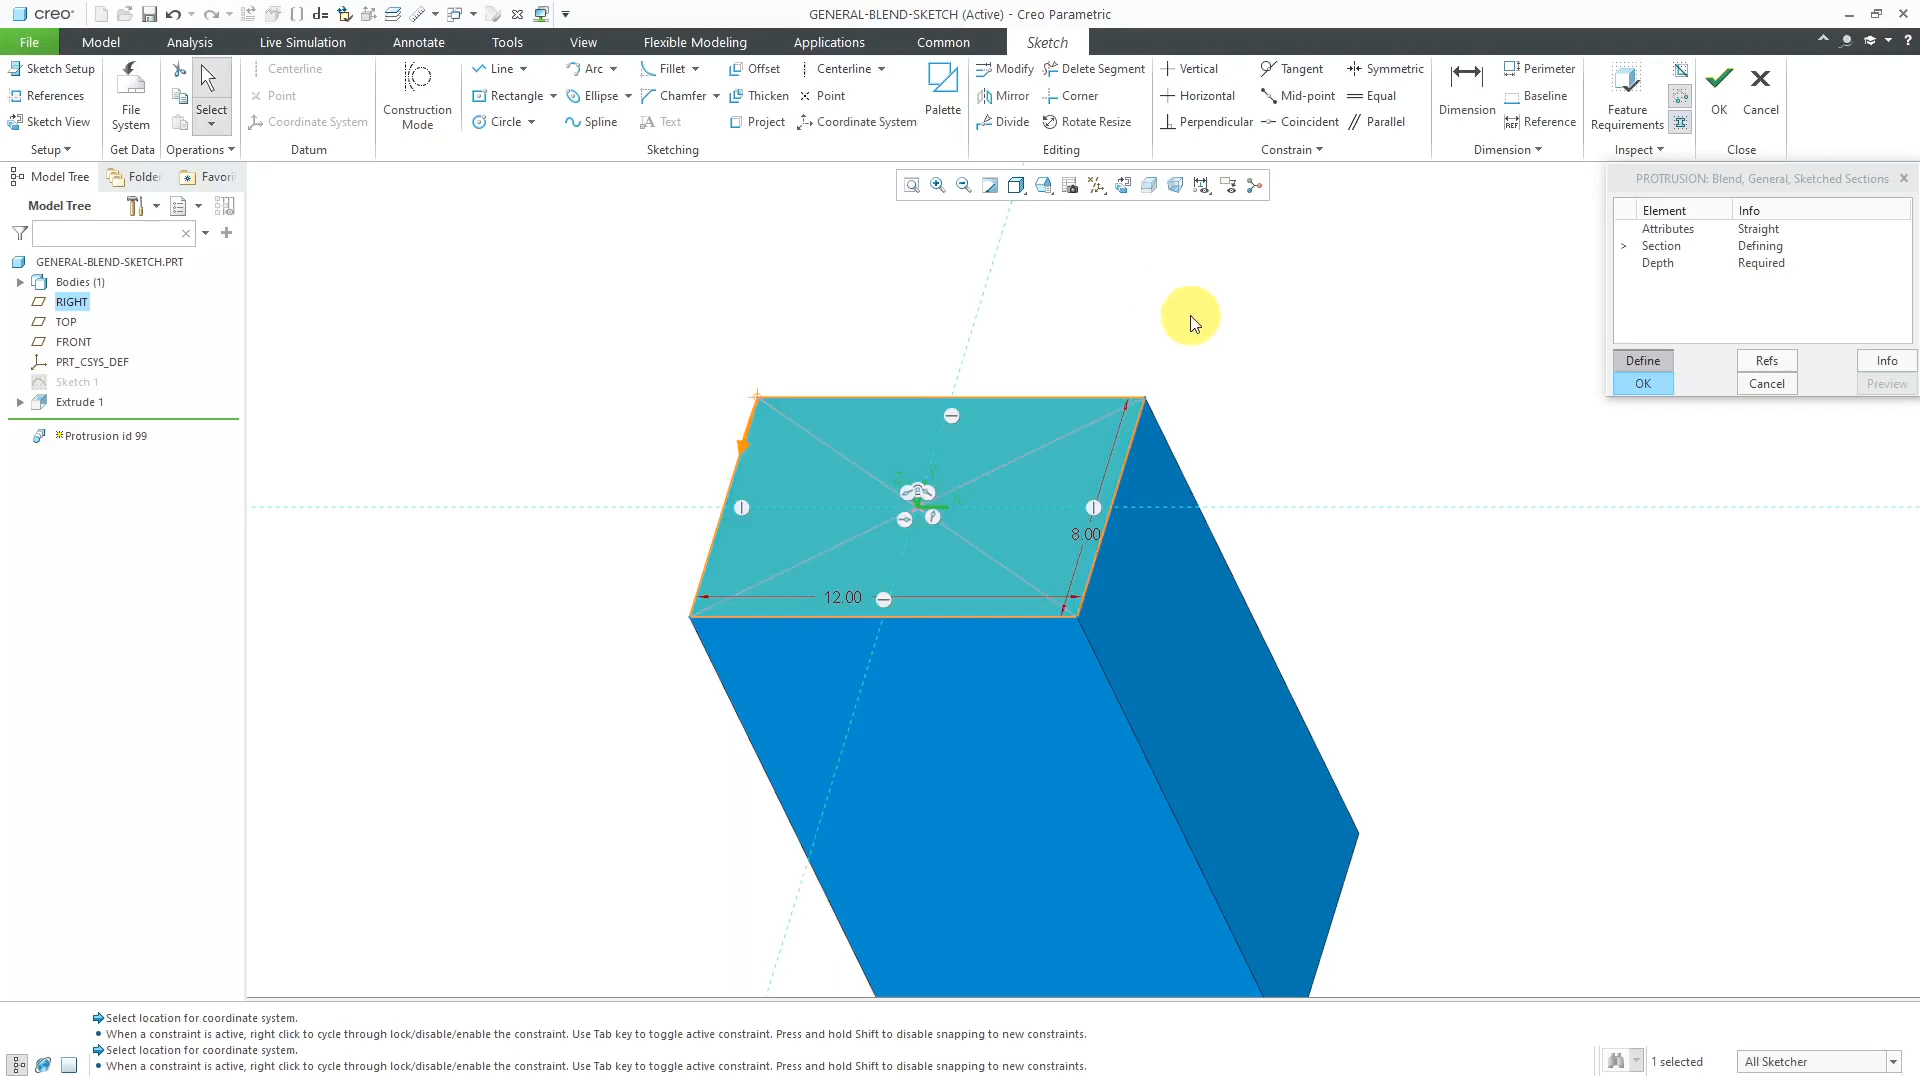 creo
GENERAL-BLEND-SKETCH (Active) - Creo Parametric
File Model Analysis Live Simulation Annotate Tools View Flexible Modeling Applications Common Sketch
Sketch Setup
References
Sketch View
Setup
File System
Get Data
Select
Operations
Centerline
Point
Coordinate System
Datum
Construction Mode
Line
Arc
Fillet
Offset
Centerline
Rectangle
Ellipse
Chamfer
Thicken
Point
Circle
Spline
Text
Project
Coordinate System
Palette
Sketching
Modify
Delete Segment
Mirror
Corner
Divide
Rotate Resize
Editing
Vertical
Tangent
Symmetric
Horizontal
Mid-point
Equal
Perpendicular
Coincident
Parallel
Constrain
Dimension
Perimeter
Baseline
Reference
Dimension
Feature Requirements
Inspect
OK
Cancel
Close
Model Tree
Folder
Favori
Model Tree
GENERAL-BLEND-SKETCH.PRT
Bodies (1)
RIGHT
TOP
FRONT
PRT_CSYS_DEF
Sketch 1
Extrude 1
Protrusion id 99
PROTRUSION: Blend, General, Sketched Sections
Element Info
Attributes Straight
> Section Defining
Depth Required
Define Refs Info
OK Cancel Preview
8.00
12.00
Select location for coordinate system.
• When a constraint is active, right click to cycle through lock/disable/enable the constraint. Use Tab key to toggle active constraint. Press and hold Shift to disable snapping to new constraints.
Select location for coordinate system.
• When a constraint is active, right click to cycle through lock/disable/enable the constraint. Use Tab key to toggle active constraint. Press and hold Shift to disable snapping to new constraints.
1 selected
All Sketcher